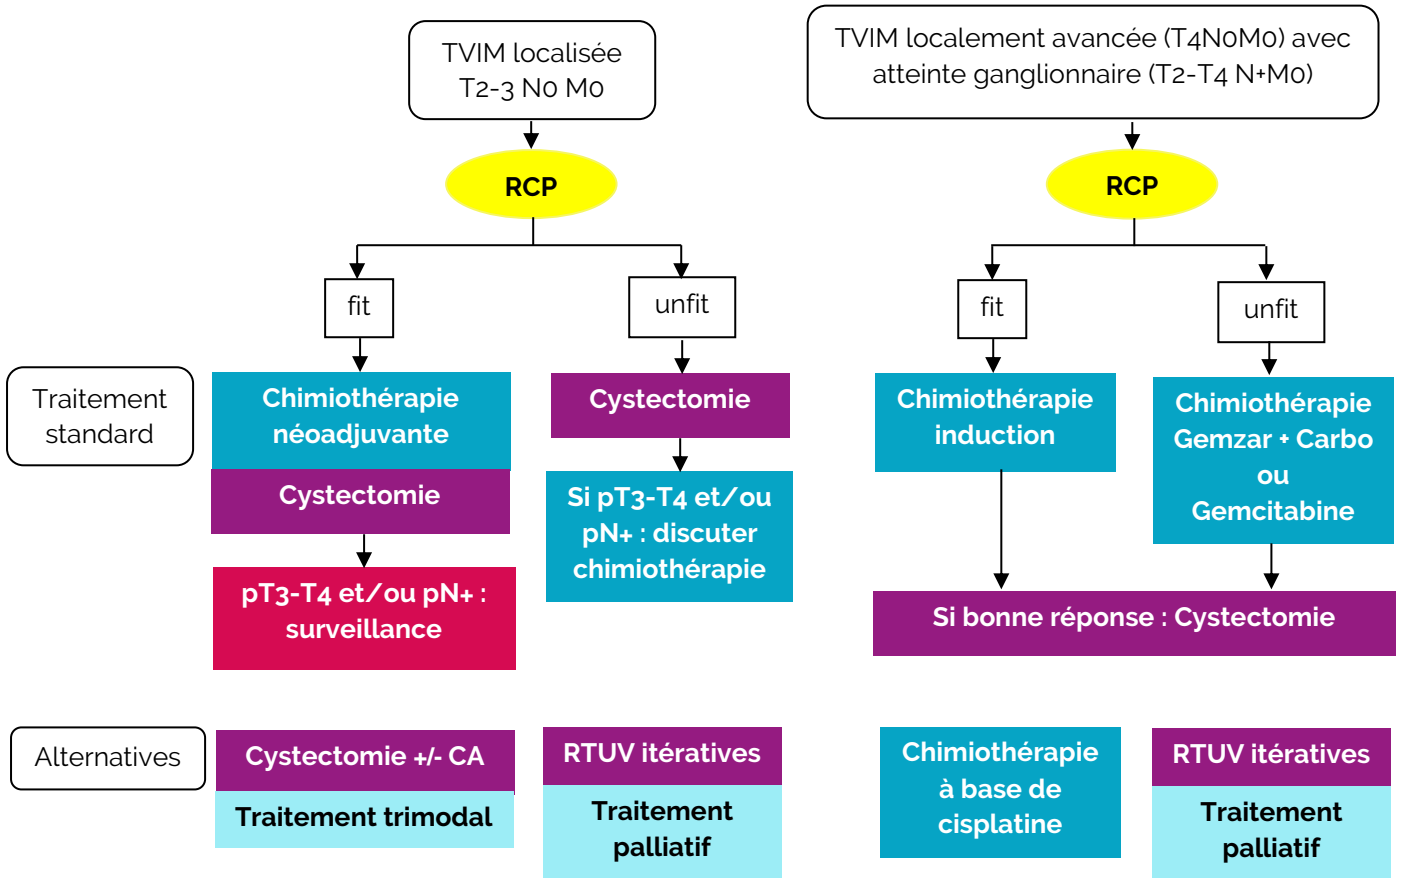 TVIM localisée
T2-3 N0 M0
TVIM localement avancée (T4N0M0) avec
atteinte ganglionnaire (T2-T4 N+M0)
RCP
RCP
fit
unfit
fit
unfit
Traitement
standard
Chimiothérapie
néoadjuvante
Cystectomie
pT3-T4 et/ou pN+ :
surveillance
Cystectomie
Si pT3-T4 et/ou
pN+ : discuter
chimiothérapie
Chimiothérapie
induction
Chimiothérapie
Gemzar + Carbo
ou
Gemcitabine
Si bonne réponse : Cystectomie
Alternatives
Cystectomie +/- CA
Traitement trimodal
RTUV itératives
Traitement
palliatif
Chimiothérapie
à base de
cisplatine
RTUV itératives
Traitement
palliatif